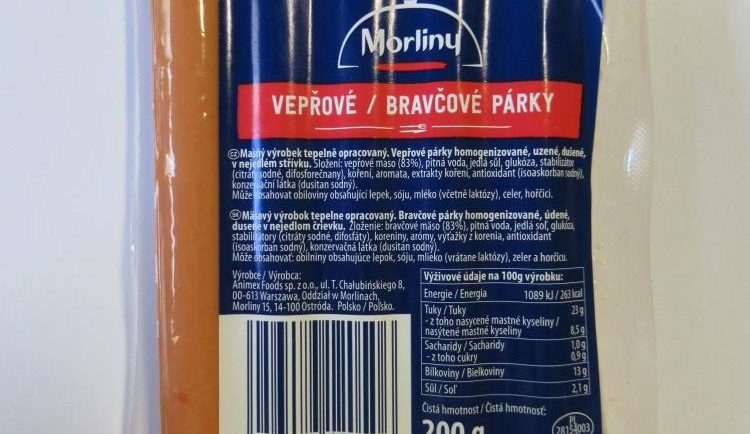 Morliny
VEPŘOVÉ / BRAVČOVÉ PÁRKY
CZ Masný výrobek tepelně opracovaný. Vepřové párky homogenizované, uzené, dušené,
v nejedlém střívku. Složení: vepřové maso (83%), pitná voda, jedlá sůl, glukóza, stabilizátor
(citráty sodné, difosforečnany), koření, aromata, extrakty koření, antioxidant (isoaskorban sodný),
konzervační látka (dusitan sodný).
Může obsahovat obiloviny obsahující lepek, sóju, mléko (včetně laktózy), celer, hořčici.
SK Mäsový výrobok tepelne opracovaný. Bravčové párky homogenizované, údené,
dusené v nejedlom črievku. Zloženie: bravčové mäso (83%), pitná voda, jedlá soľ, glukóza,
stabilizátory (citráty sodné, difosfáty), koreniny, arómy, výťažky z korenia, antioxidant
(isoaskorban sodný), konzervačná látka (dusitan sodný).
Môže obsahovať: obilniny obsahujúce lepok, sóju, mlieko (vrátane laktózy), zeler a horčicu.
Výrobce / Výrobca:
Animex Foods sp. z o.o., ul. T. Chałubińskiego 8,
00-613 Warszawa, Oddział w Morlinach,
Morliny 15, 14-100 Ostróda. Polsko / Poľsko.
Výživové údaje na 100g výrobku:
Energie / Energia 1089 kJ / 263 kcal
Tuky / Tuky 23 g
- z toho nasycené mastné kyseliny /
nasýtené mastné kyseliny 8,5 g
Sacharidy / Sacharidy 1,0 g
- z toho cukry 0,9 g
Bílkoviny / Bielkoviny 13 g
Sůl / Soľ 2,1 g
Čistá hmotnost / Čistá hmotnosť:
200 g
PL
28154003